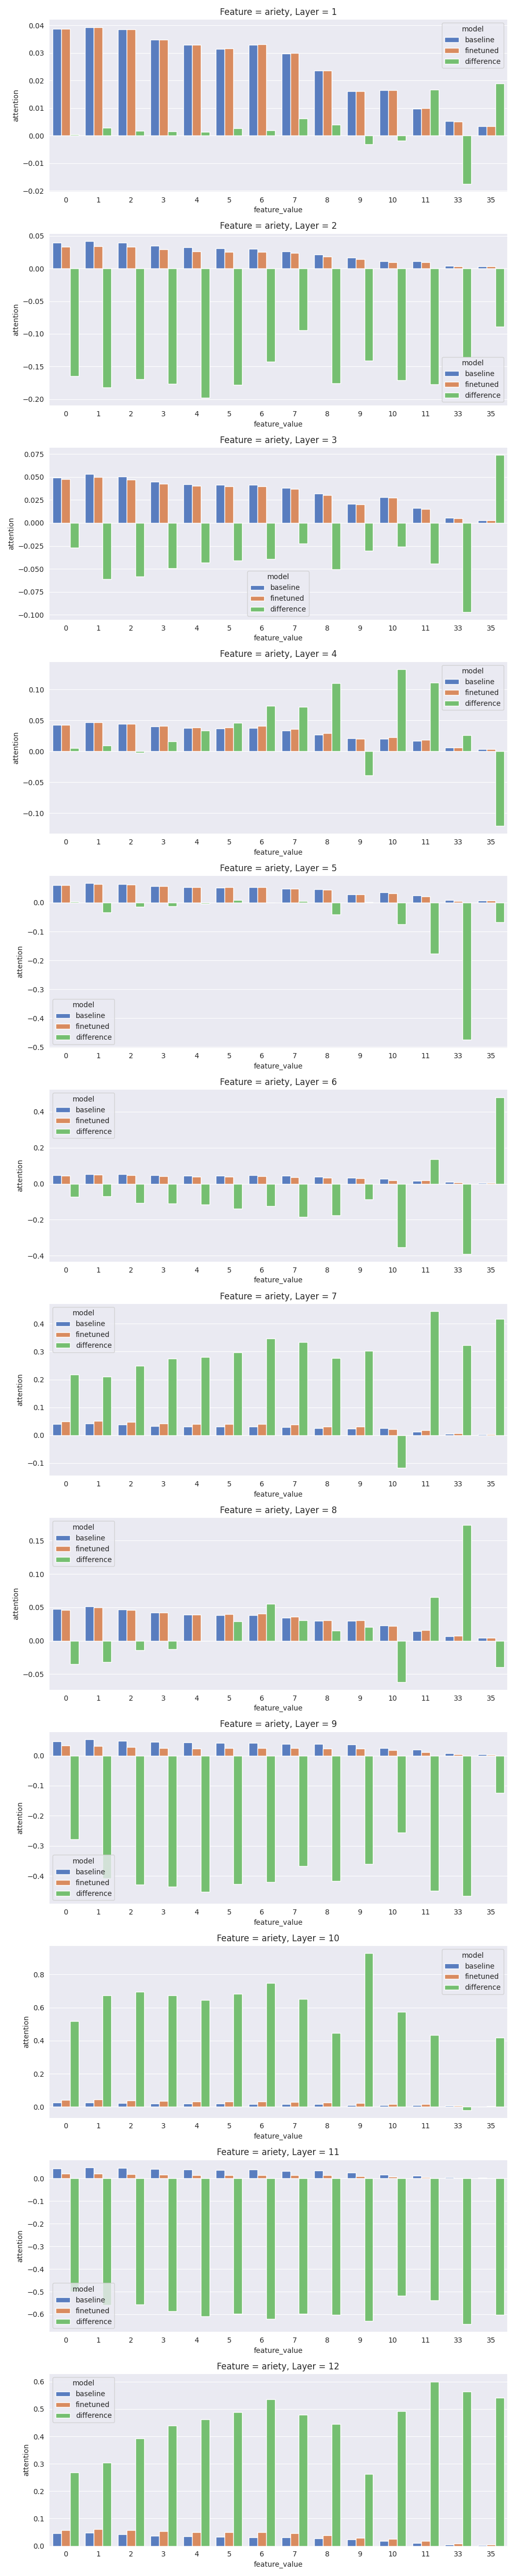 Feature = ariety, Layer = 1
model
baseline
finetuned
difference
0.04
0.03
0.02
0.01
0.00
−0.01
−0.02
attention
0 1 2 3 4 5 6 7 8 9 10 11 33 35
feature_value
Feature = ariety, Layer = 2
0.05
0.00
−0.05
−0.10
−0.15
−0.20
attention
model
baseline
finetuned
difference
0 1 2 3 4 5 6 7 8 9 10 11 33 35
feature_value
Feature = ariety, Layer = 3
0.075
0.050
0.025
0.000
−0.025
−0.050
−0.075
−0.100
attention
model
baseline
finetuned
difference
0 1 2 3 4 5 6 7 8 9 10 11 33 35
feature_value
Feature = ariety, Layer = 4
model
baseline
finetuned
difference
0.10
0.05
0.00
−0.05
−0.10
attention
0 1 2 3 4 5 6 7 8 9 10 11 33 35
feature_value
Feature = ariety, Layer = 5
0.0
−0.1
−0.2
−0.3
−0.4
−0.5
attention
model
baseline
finetuned
difference
0 1 2 3 4 5 6 7 8 9 10 11 33 35
feature_value
Feature = ariety, Layer = 6
model
baseline
finetuned
difference
0.4
0.2
0.0
−0.2
−0.4
attention
0 1 2 3 4 5 6 7 8 9 10 11 33 35
feature_value
Feature = ariety, Layer = 7
model
baseline
finetuned
difference
0.4
0.3
0.2
0.1
0.0
−0.1
attention
0 1 2 3 4 5 6 7 8 9 10 11 33 35
feature_value
Feature = ariety, Layer = 8
model
baseline
finetuned
difference
0.15
0.10
0.05
0.00
−0.05
attention
0 1 2 3 4 5 6 7 8 9 10 11 33 35
feature_value
Feature = ariety, Layer = 9
0.0
−0.1
−0.2
−0.3
−0.4
attention
model
baseline
finetuned
difference
0 1 2 3 4 5 6 7 8 9 10 11 33 35
feature_value
Feature = ariety, Layer = 10
model
baseline
finetuned
difference
0.8
0.6
0.4
0.2
0.0
attention
0 1 2 3 4 5 6 7 8 9 10 11 33 35
feature_value
Feature = ariety, Layer = 11
0.0
−0.1
−0.2
−0.3
−0.4
−0.5
−0.6
attention
model
baseline
finetuned
difference
0 1 2 3 4 5 6 7 8 9 10 11 33 35
feature_value
Feature = ariety, Layer = 12
model
baseline
finetuned
difference
0.6
0.5
0.4
0.3
0.2
0.1
0.0
attention
0 1 2 3 4 5 6 7 8 9 10 11 33 35
feature_value